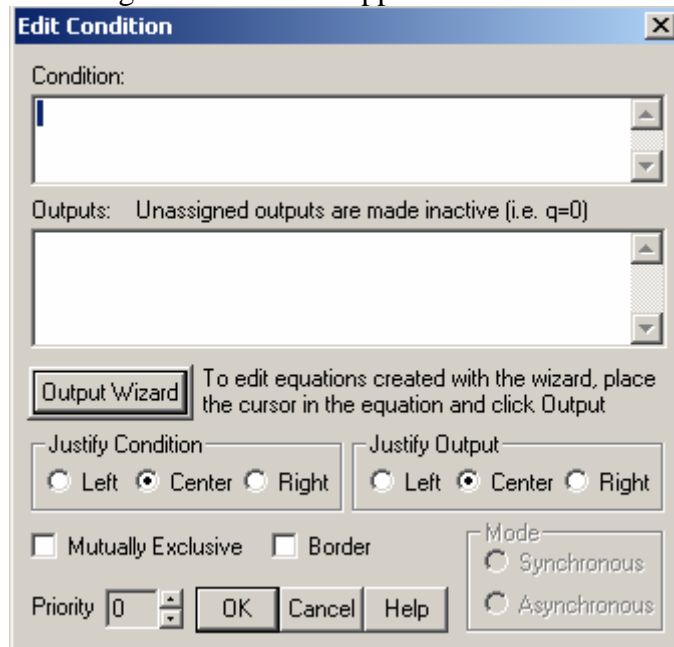 Edit Condition
Condition:
Outputs: Unassigned outputs are made inactive (i.e. q=0)
Output Wizard
To edit equations created with the wizard, place
the cursor in the equation and click Output
Justify Condition
Left Center Right
Justify Output
Left Center Right
Mutually Exclusive Border
Mode
Synchronous
Asynchronous
Priority 0 OK Cancel Help